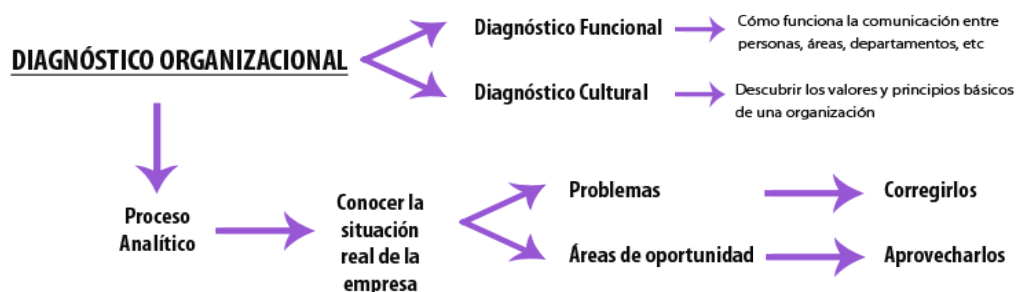 DIAGNÓSTICO ORGANIZACIONAL
Diagnóstico Funcional
Cómo funciona la comunicación entre
personas, áreas, departamentos, etc
Diagnóstico Cultural
Descubrir los valores y principios básicos
de una organización
Proceso
Analítico
Conocer la
situación
real de la
empresa
Problemas
Corregirlos
Áreas de oportunidad
Aprovecharlos